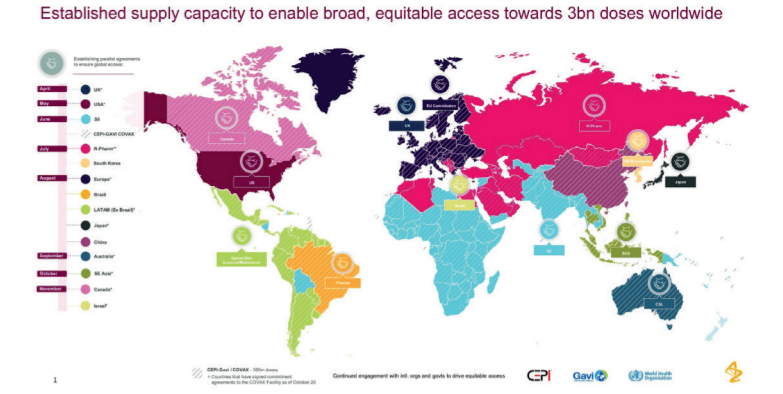 Established supply capacity to enable broad, equitable access towards 3bn doses worldwide
Establishing parallel agreements
to ensure global access:
April
UK*
May
USA*
June
SII
CEPI-GAVI COVAX
July
R-Pharm**
South Korea
August
Europe*
Brazil
LATAM (Ex Brazil)*
Japan*
China
September
Australia*
October
SE Asia*
November
Canada*
Israel*
Canada
US
UK
EU Commission
R-Pharm
Japan
Israel
SII
SEA
CSL
Fiocruz
CEPI-Gavi / COVAX - 300m doses
Countries that have signed commitment
agreements to the COVAX Facility as of October 20
Continued engagement with intl. orgs and govts to drive equitable access
CEPI
Gavi
World Health
Organization
1